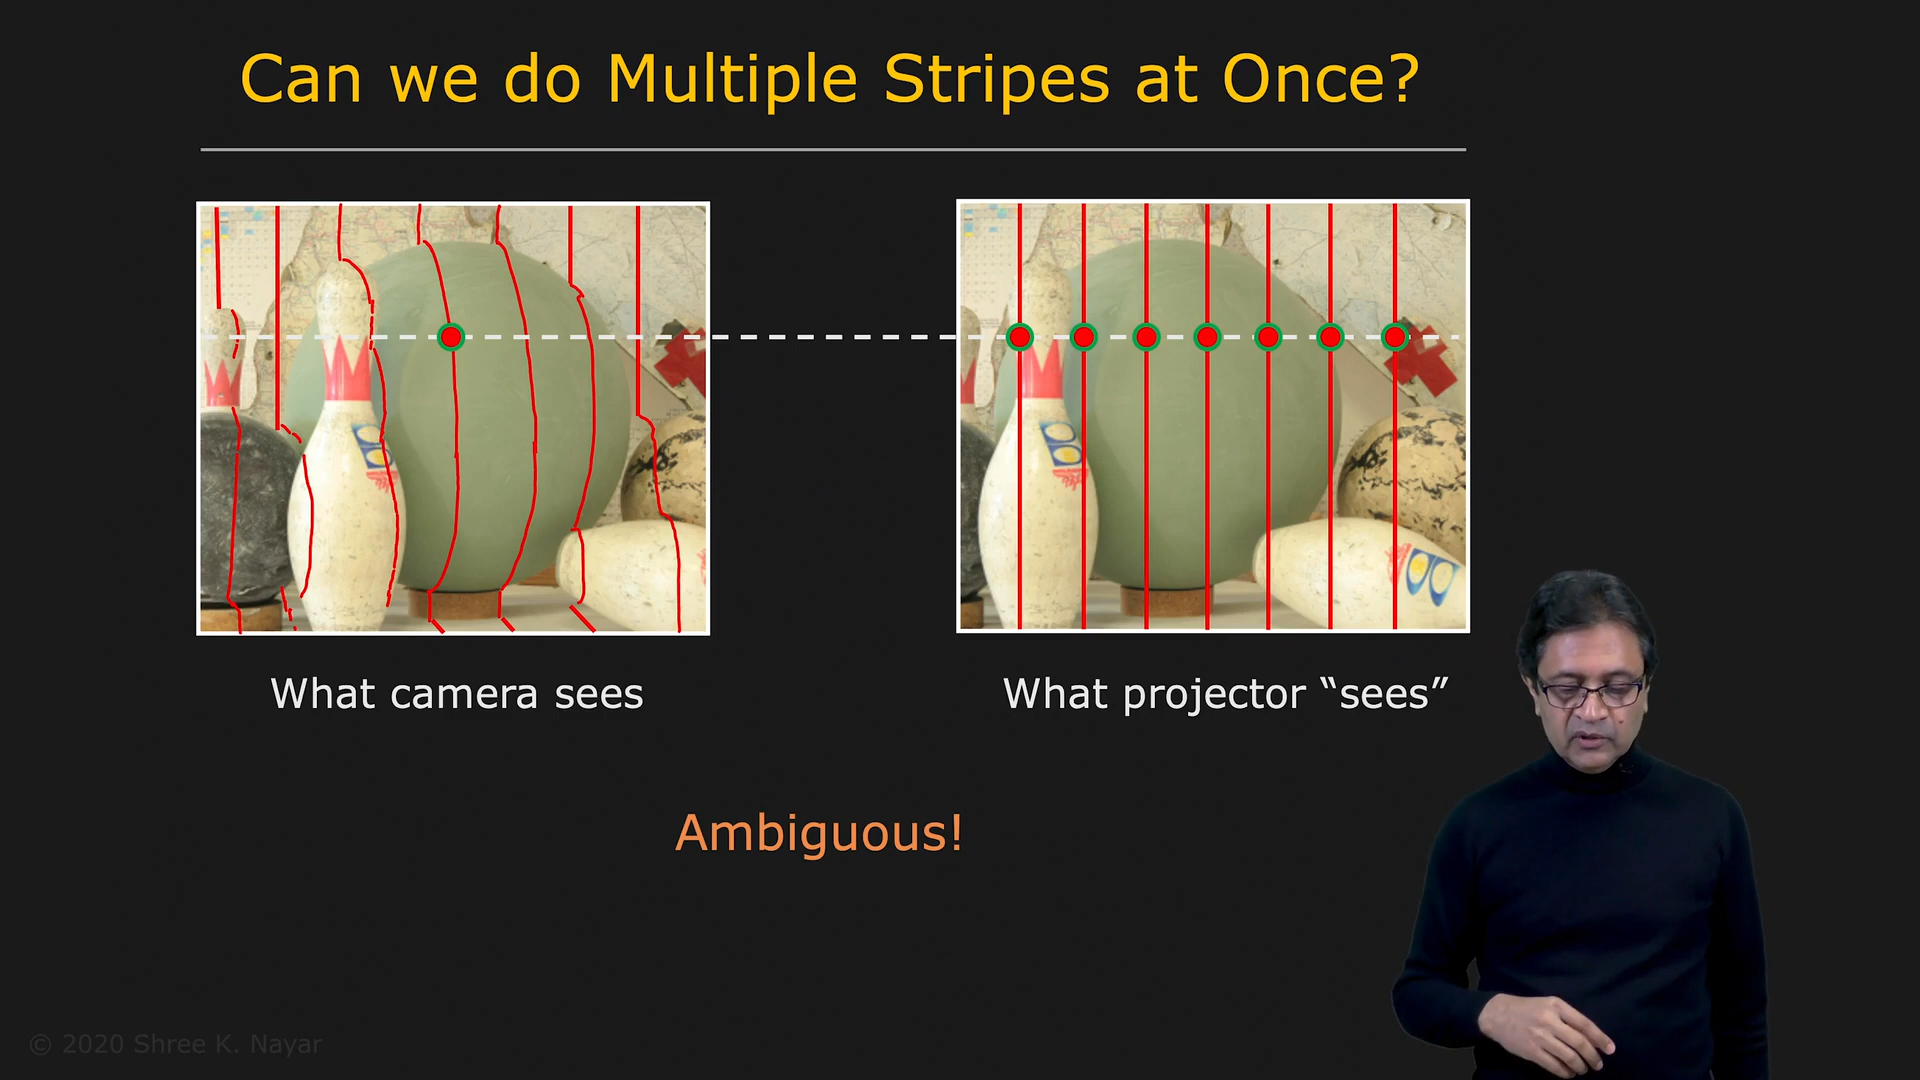 Can we do Multiple Stripes at Once?
What camera sees
What projector “sees”
Ambiguous!
© 2020 Shree K. Nayar